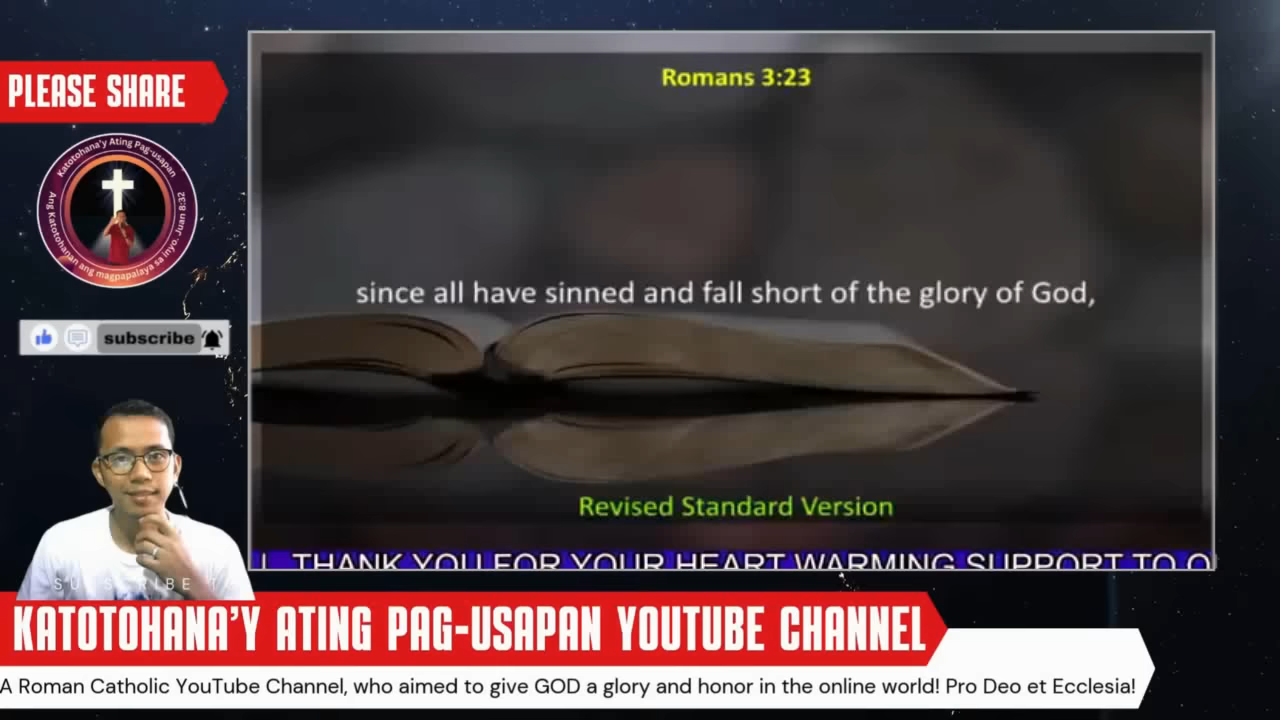 PLEASE SHARE
Katotohana'y Ating Pag-usapan
Ang Katotohanan ang magpapalaya sa inyo. Juan 8:32
subscribe
Romans 3:23
since all have sinned and fall short of the glory of God,
Revised Standard Version
THANK YOU FOR YOUR HEART WARMING SUPPORT TO O
SUBSCRIBE
KATOTOHANA'Y ATING PAG-USAPAN YOUTUBE CHANNEL
A Roman Catholic YouTube Channel, who aimed to give GOD a glory and honor in the online world! Pro Deo et Ecclesia!